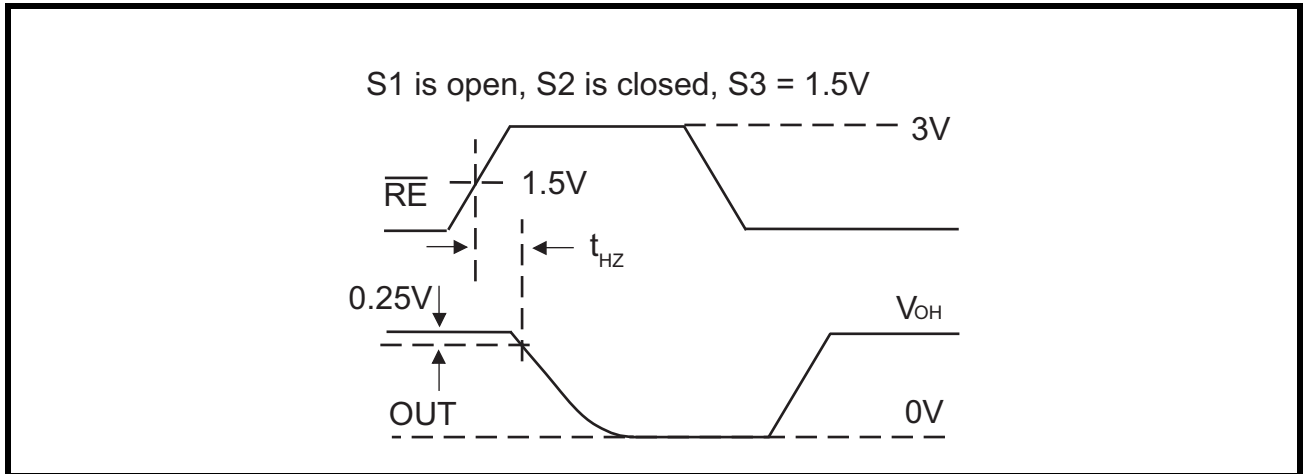 S1 is open, S2 is closed, S3 = 1.5V
3V
RE
1.5V
tHZ
0.25V
VOH
OUT
0V